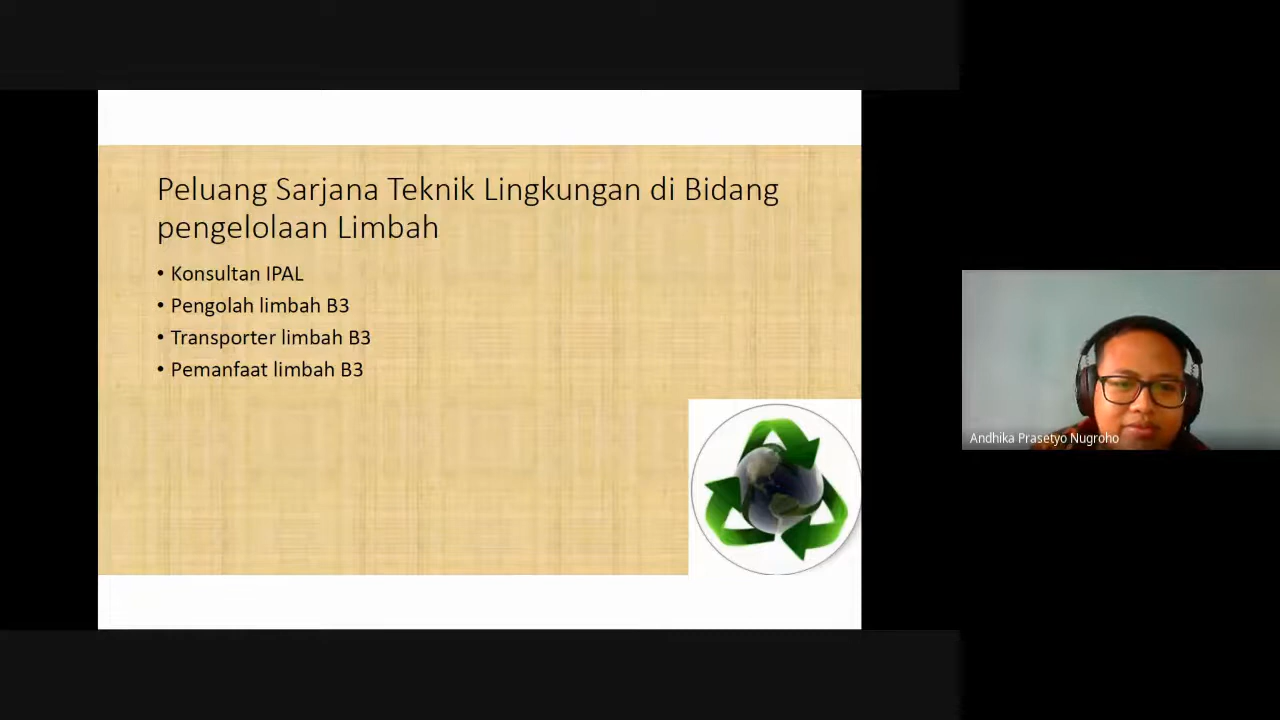 Peluang Sarjana Teknik Lingkungan di Bidang
pengelolaan Limbah
• Konsultan IPAL
• Pengolah limbah B3
• Transporter limbah B3
• Pemanfaat limbah B3
Andhika Prasetyo Nugroho